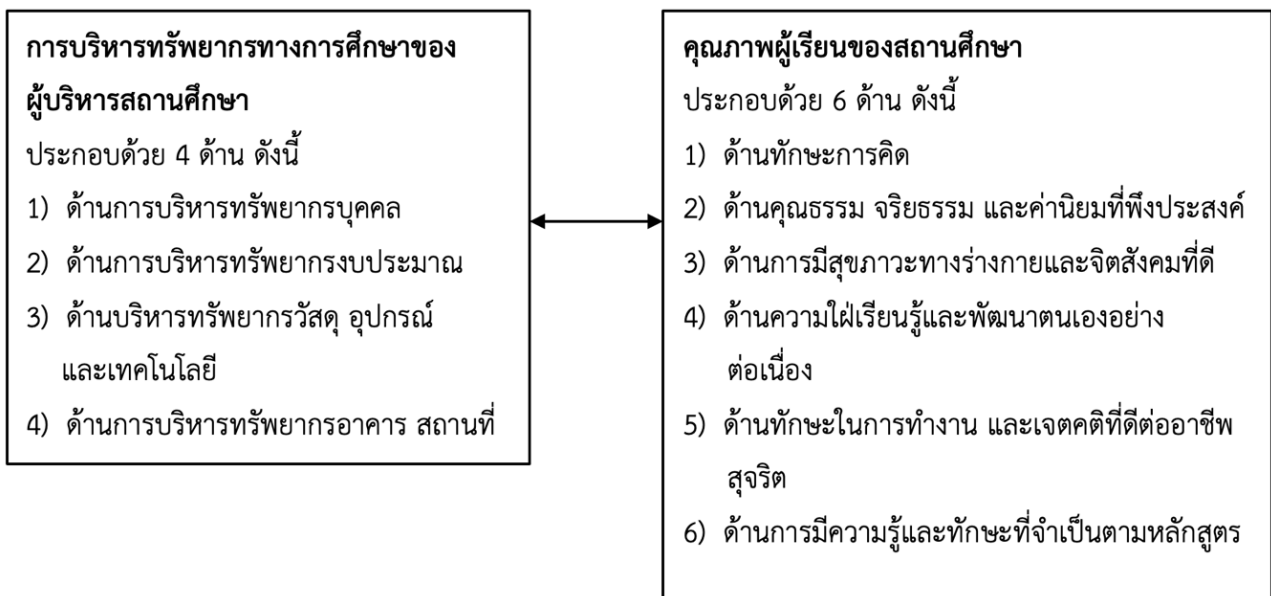 การบริหารทรัพยากรทางการศึกษาของ
ผู้บริหารสถานศึกษา
ประกอบด้วย 4 ด้าน ดังนี้
1) ด้านการบริหารทรัพยากรบุคคล
2) ด้านการบริหารทรัพยากรงบประมาณ
3) ด้านบริหารทรัพยากรวัสดุ อุปกรณ์
และเทคโนโลยี
4) ด้านการบริหารทรัพยากรอาคาร สถานที่
คุณภาพผู้เรียนของสถานศึกษา
ประกอบด้วย 6 ด้าน ดังนี้
1) ด้านทักษะการคิด
2) ด้านคุณธรรม จริยธรรม และค่านิยมที่พึงประสงค์
3) ด้านการมีสุขภาวะทางร่างกายและจิตสังคมที่ดี
4) ด้านความใฝ่เรียนรู้และพัฒนาตนเองอย่าง
ต่อเนื่อง
5) ด้านทักษะในการทำงาน และเจตคติที่ดีต่ออาชีพ
สุจริต
6) ด้านการมีความรู้และทักษะที่จำเป็นตามหลักสูตร